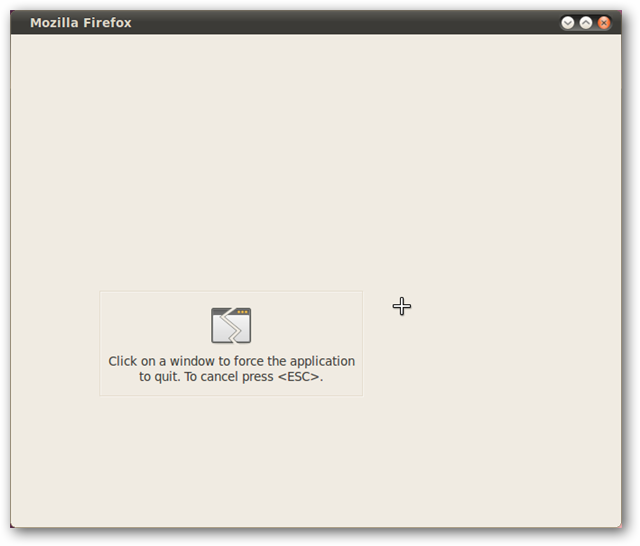 Mozilla Firefox
Click on a window to force the application
to quit. To cancel press <ESC>.